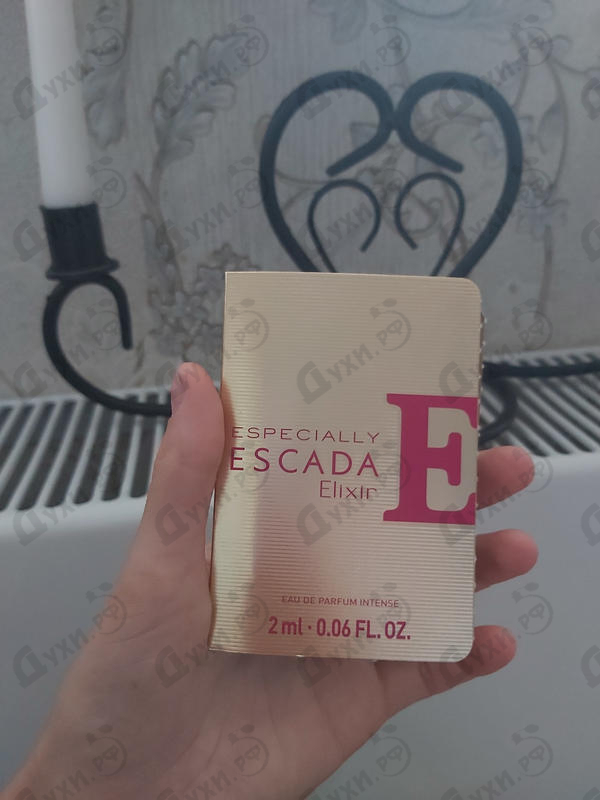 ESPECIALLY
ESCADA
Elixir
E
EAU DE PARFUM INTENSE
2 ml · 0.06 FL. OZ.
Духи.РФ